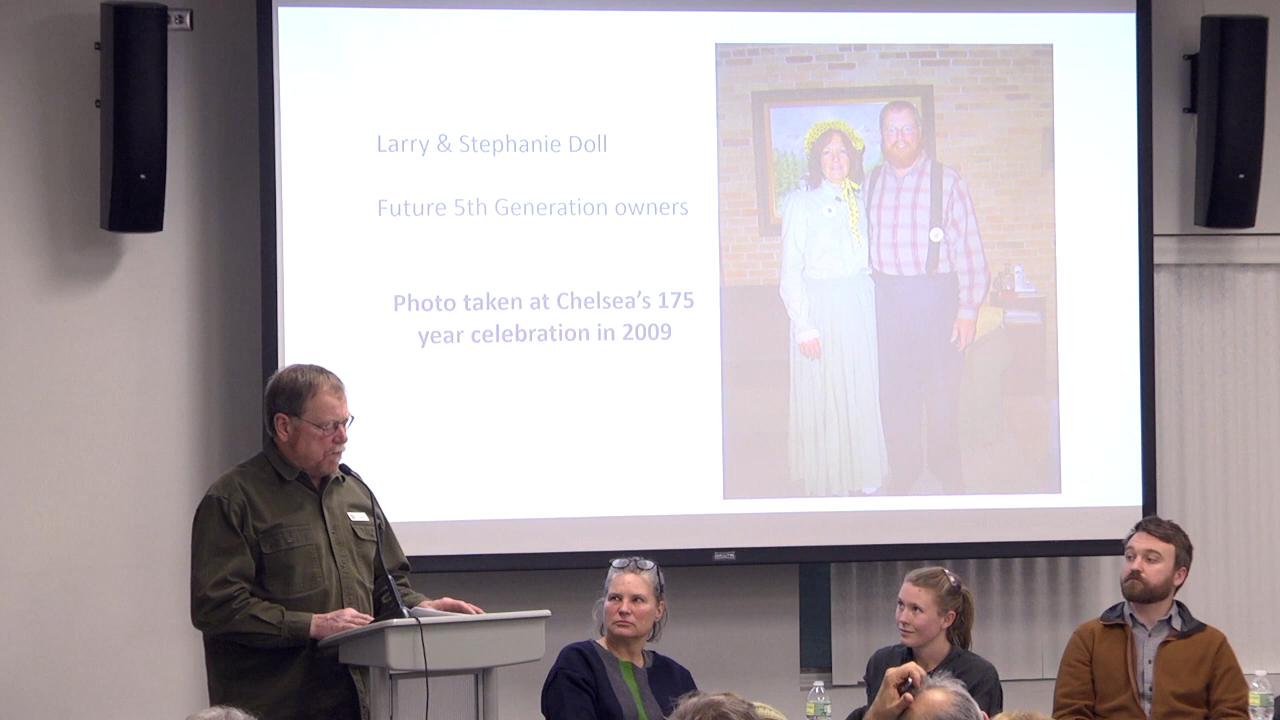 Larry & Stephanie Doll
Future 5th Generation owners
Photo taken at Chelsea's 175
year celebration in 2009